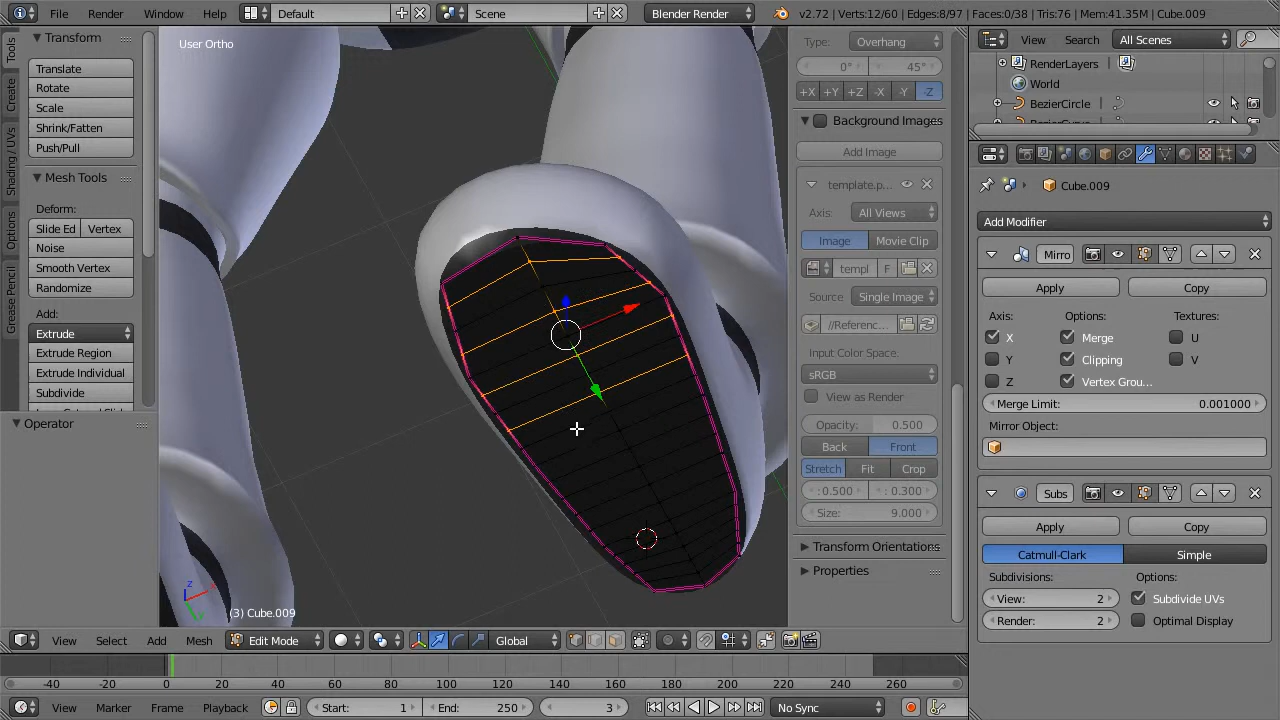 File Render Window Help Default Scene Blender Render v2.72 | Verts:12/60 | Edges:8/97 | Faces:0/38 | Tris:76 | Mem:41.35M | Cube.009
Tools
Create
Shading / UVs
Options
Grease Pencil
Transform
Translate
Rotate
Scale
Shrink/Fatten
Push/Pull
Mesh Tools
Deform:
Slide Ed Vertex
Noise
Smooth Vertex
Randomize
Add:
Extrude
Extrude Region
Extrude Individual
Subdivide
Operator
User Ortho
z
(3) Cube.009
Type: Overhang
0° 45°
+X +Y +Z -X -Y -Z
Background Images
Add Image
template.p...
Axis: All Views
Image Movie Clip
templ F
Source Single Image
//Referenc...
Input Color Space:
sRGB
View as Render
Opacity: 0.500
Back Front
Stretch Fit Crop
: 0.500 : 0.300
Size: 9.000
Transform Orientations
Properties
View Search All Scenes
RenderLayers
World
BezierCircle
Cube.009
Add Modifier
Mirro
Apply Copy
Axis: Options: Textures:
X Merge U
Y Clipping V
Z Vertex Grou...
Merge Limit: 0.001000
Mirror Object:
Subs
Apply Copy
Catmull-Clark Simple
Subdivisions: Options:
View: 2 Subdivide UVs
Render: 2 Optimal Display
View Select Add Mesh Edit Mode Global
-40 -20 0 20 40 60 80 100 120 140 160 180 200 220 240 260
View Marker Frame Playback Start: 1 End: 250 3 No Sync